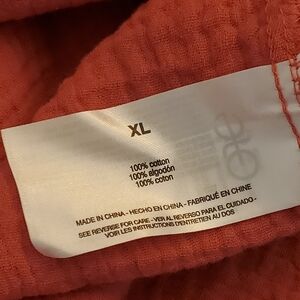 XL
100% cotton
100% algodón
100% coton
MADE IN CHINA - HECHO EN CHINA - FABRIQUÉ EN CHINE
SEE REVERSE FOR CARE - VER AL REVERSO PARA EL CUIDADO -
VOIR LES INSTRUCTIONS D'ENTRETIEN AU DOS